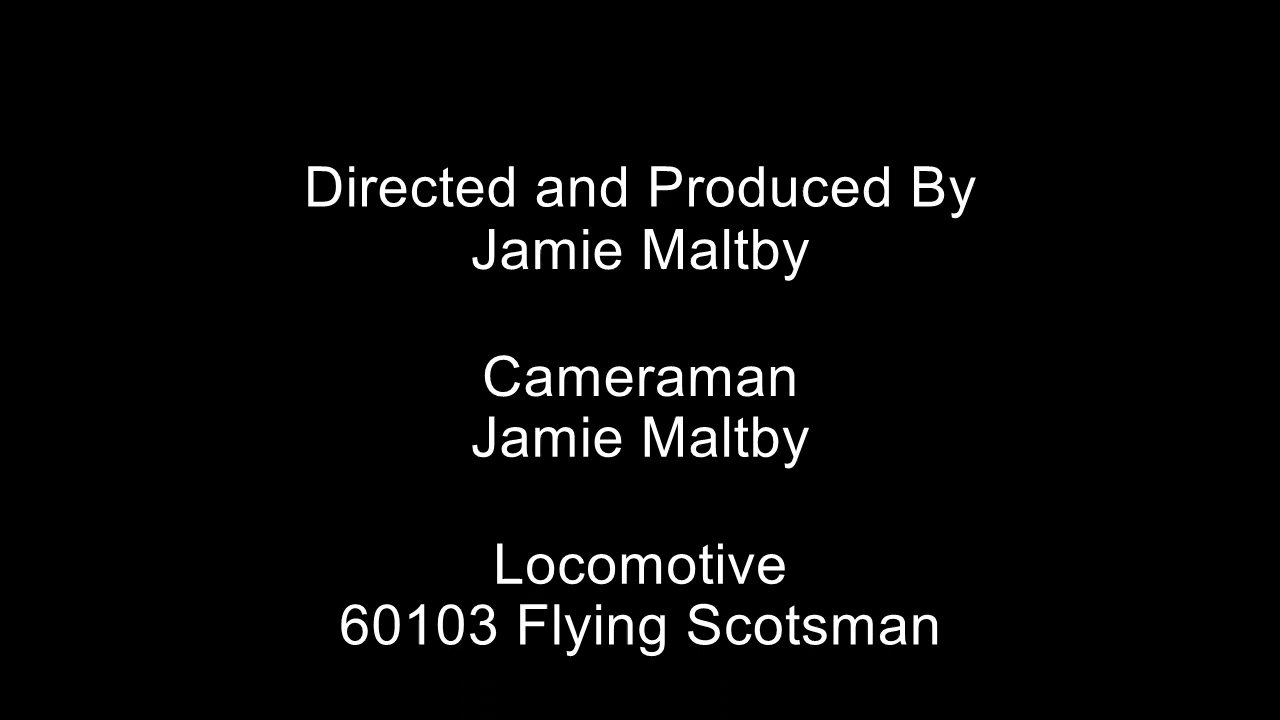 Directed and Produced By
Jamie Maltby
Cameraman
Jamie Maltby
Locomotive
60103 Flying Scotsman